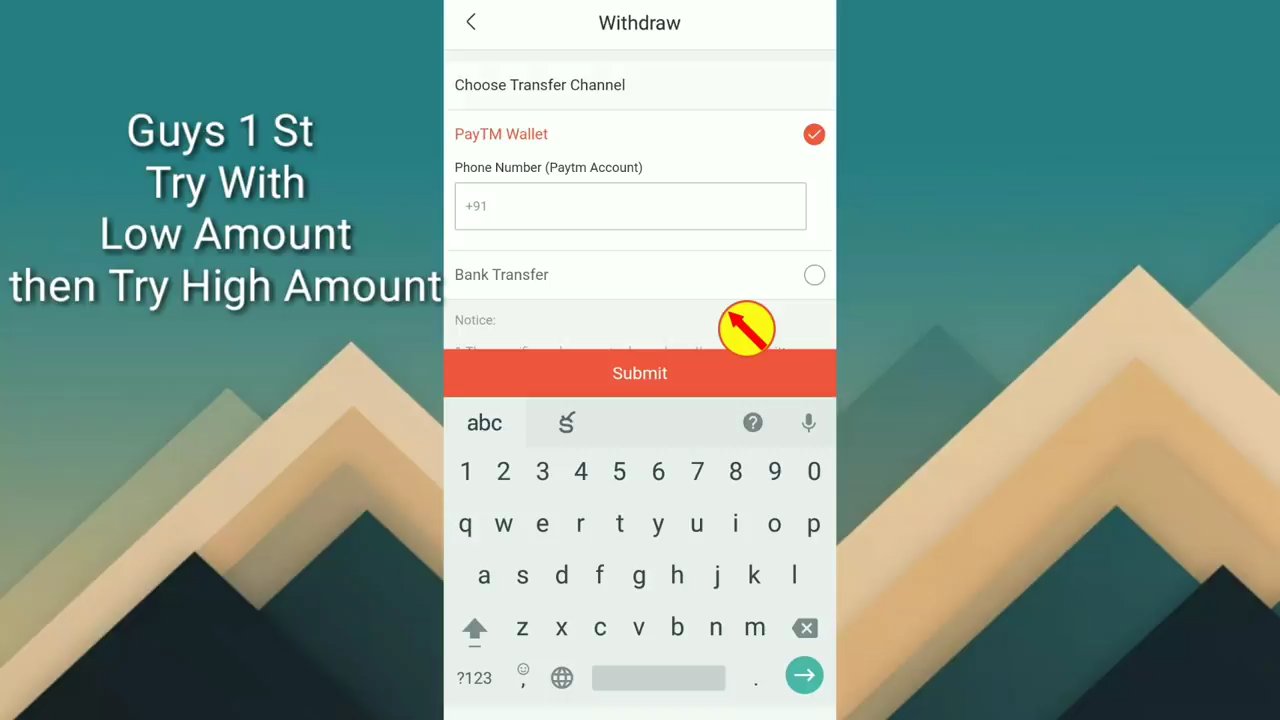 Guys 1 St
Try With
Low Amount
then Try High Amount
Withdraw
Choose Transfer Channel
PayTM Wallet
Phone Number (Paytm Account)
+91
Bank Transfer
Notice:
Submit
abc క
1 2 3 4 5 6 7 8 9 0
q w e r t y u i o p
a s d f g h j k l
z x c v b n m
?123 , .